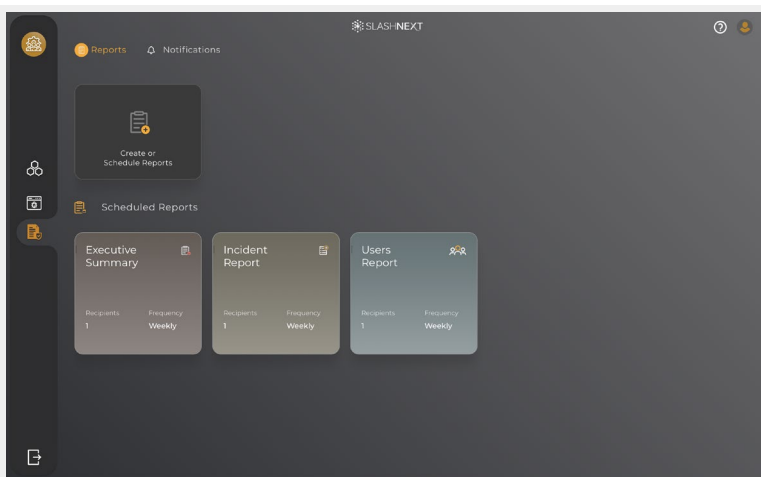 SLASHNEXT
Reports
Notifications
Create or
Schedule Reports
Scheduled Reports
Executive
Summary
Recipients Frequency
1 Weekly
Incident
Report
Recipients Frequency
1 Weekly
Users
Report
Recipients Frequency
1 Weekly